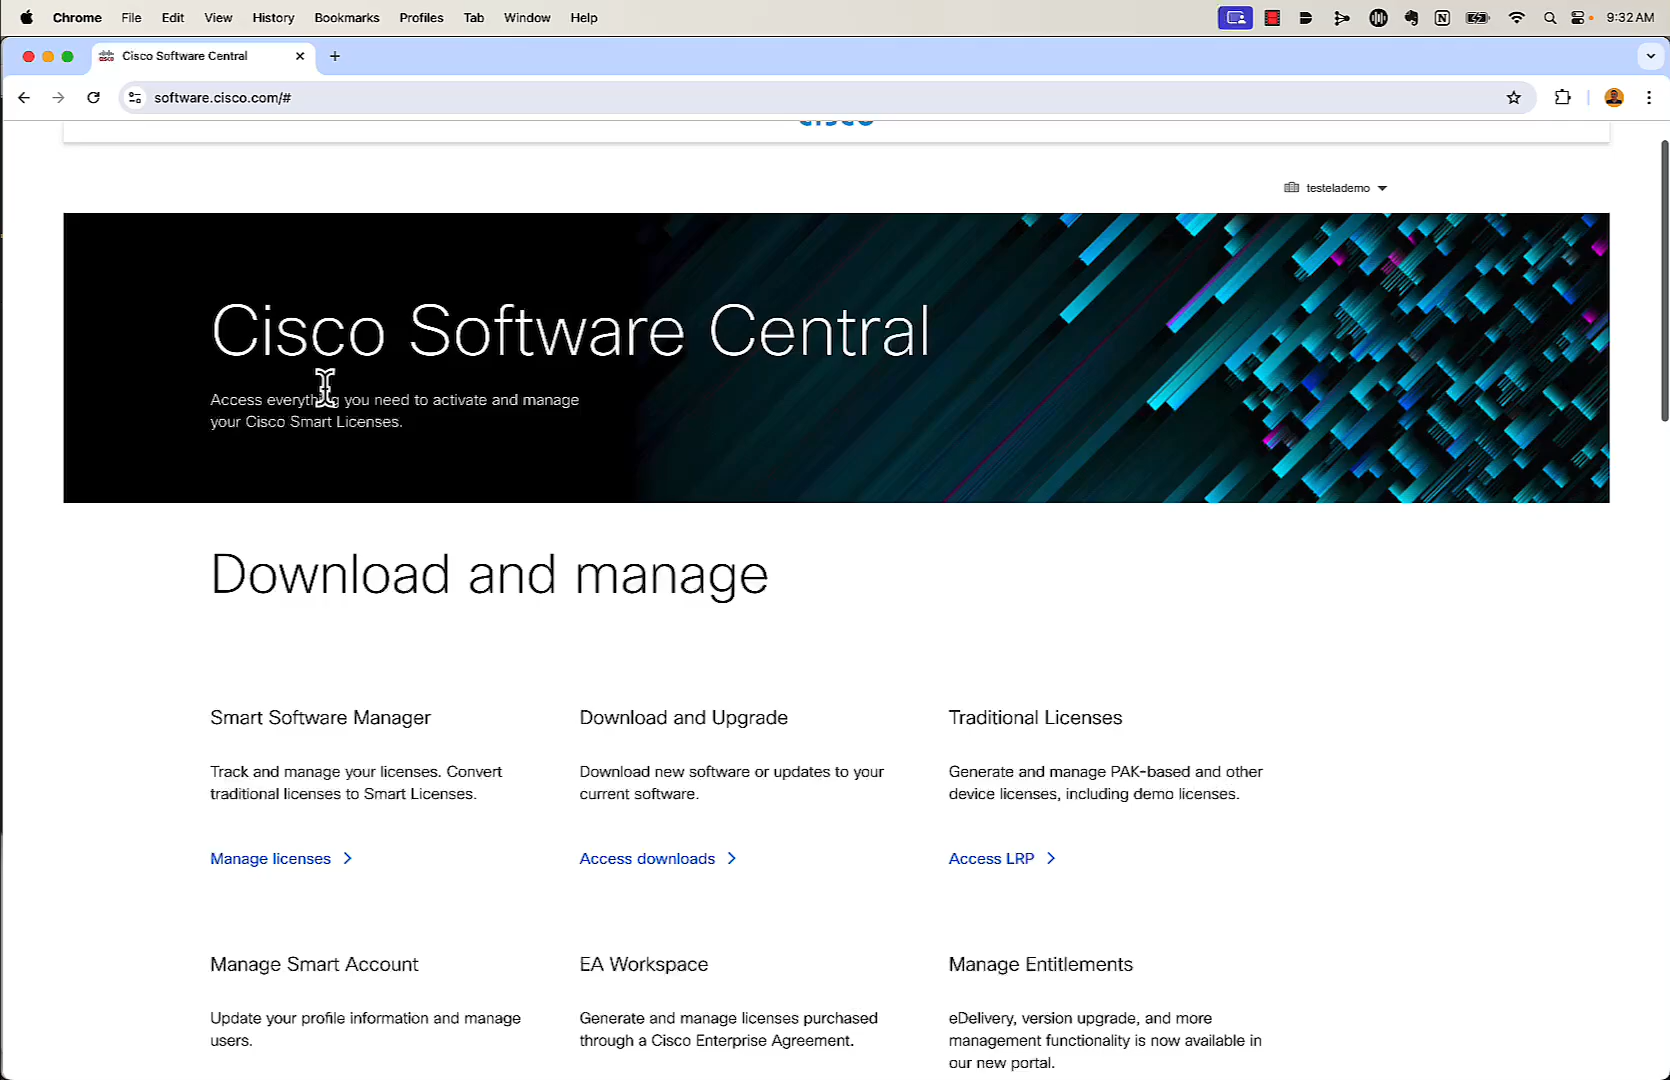 Chrome File Edit View History Bookmarks Profiles Tab Window Help 9:32 AM
Cisco Software Central
software.cisco.com/#
cisco
testelademo
Cisco Software Central
Access everything you need to activate and manage
your Cisco Smart Licenses.
Download and manage
Smart Software Manager
Track and manage your licenses. Convert
traditional licenses to Smart Licenses.
Manage licenses
Download and Upgrade
Download new software or updates to your
current software.
Access downloads
Traditional Licenses
Generate and manage PAK-based and other
device licenses, including demo licenses.
Access LRP
Manage Smart Account
Update your profile information and manage
users.
EA Workspace
Generate and manage licenses purchased
through a Cisco Enterprise Agreement.
Manage Entitlements
eDelivery, version upgrade, and more
management functionality is now available in
our new portal.